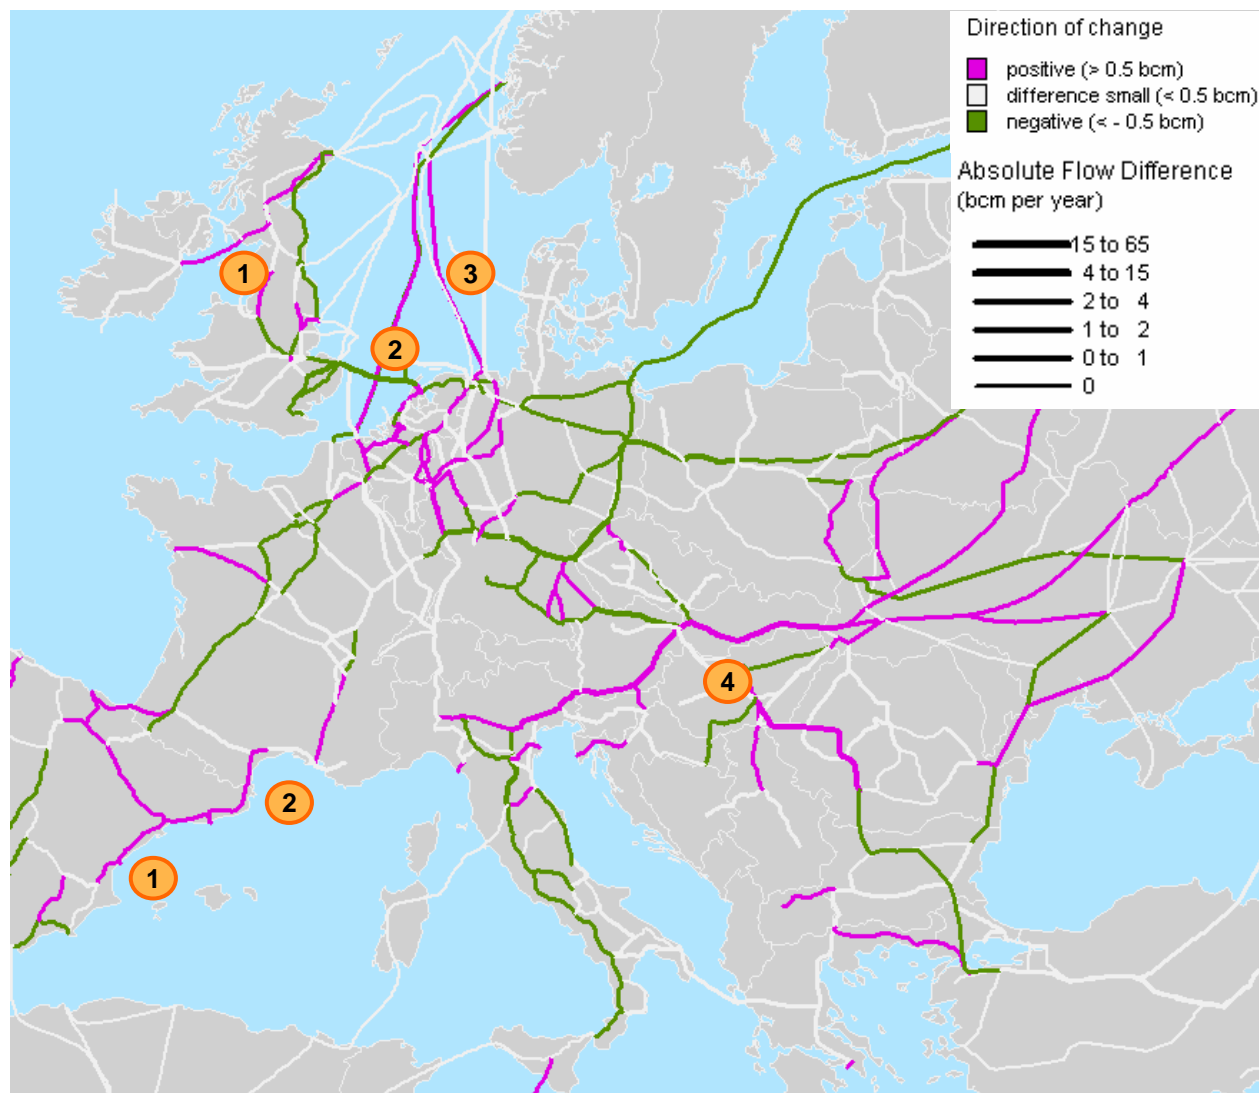 Direction of change
positive (> 0.5 bcm)
difference small (< 0.5 bcm)
negative (< - 0.5 bcm)
Absolute Flow Difference
(bcm per year)
15 to 65
4 to 15
2 to 4
1 to 2
0 to 1
0
1
3
2
4
2
1